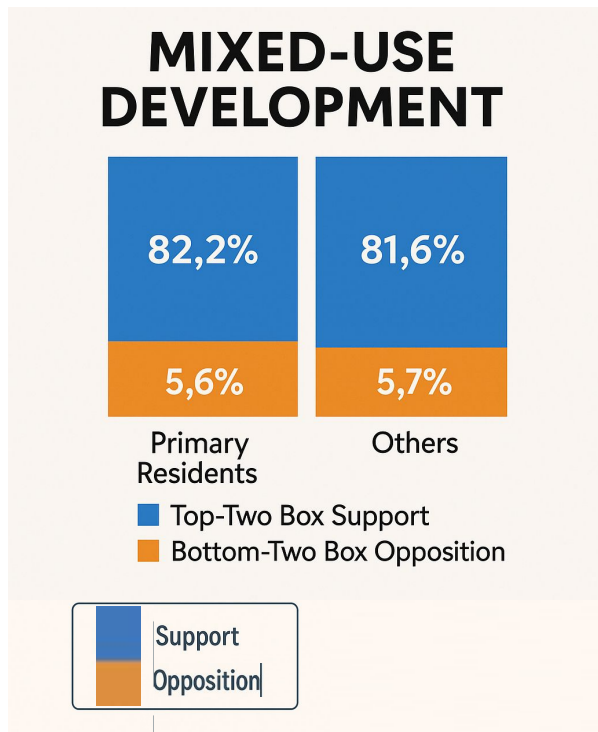 MIXED-USE
DEVELOPMENT
82,2%
81,6%
5,6%
5,7%
Primary
Residents
Others
Top-Two Box Support
Bottom-Two Box Opposition
Support
Opposition